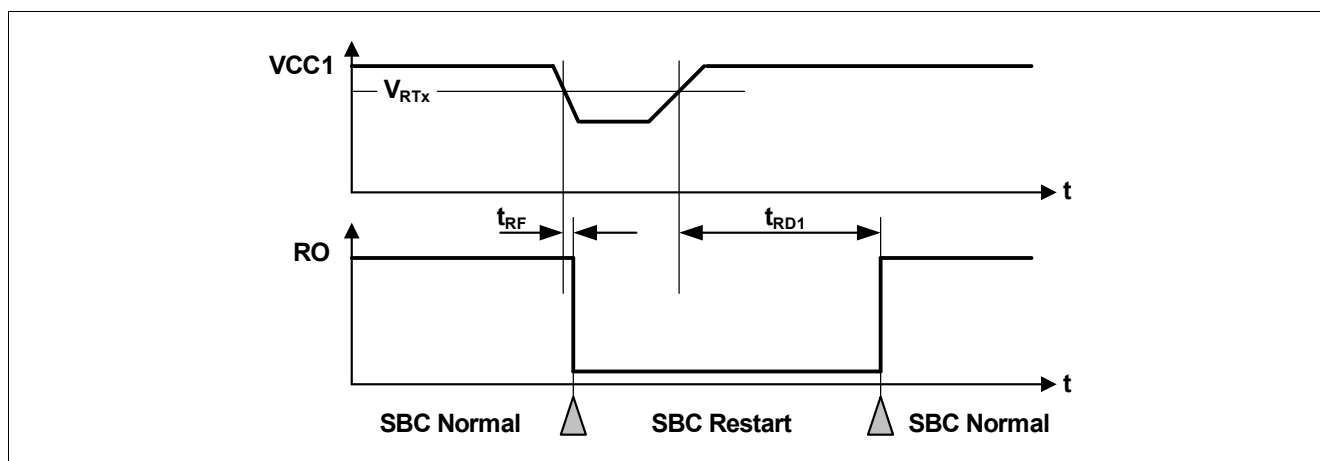 VCC1
VRTx
t
tRF
tRD1
RO
t
SBC Normal
SBC Restart
SBC Normal